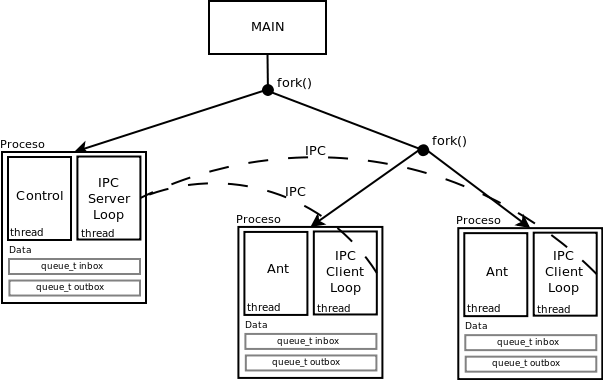 MAIN
fork()
fork()
Proceso
IPC
Control
IPC
Server
Loop
thread
thread
IPC
Data
queue_t inbox
queue_t outbox
Proceso
Ant
IPC
Client
Loop
thread
thread
Data
queue_t inbox
queue_t outbox
Proceso
Ant
IPC
Client
Loop
thread
thread
Data
queue_t inbox
queue_t outbox